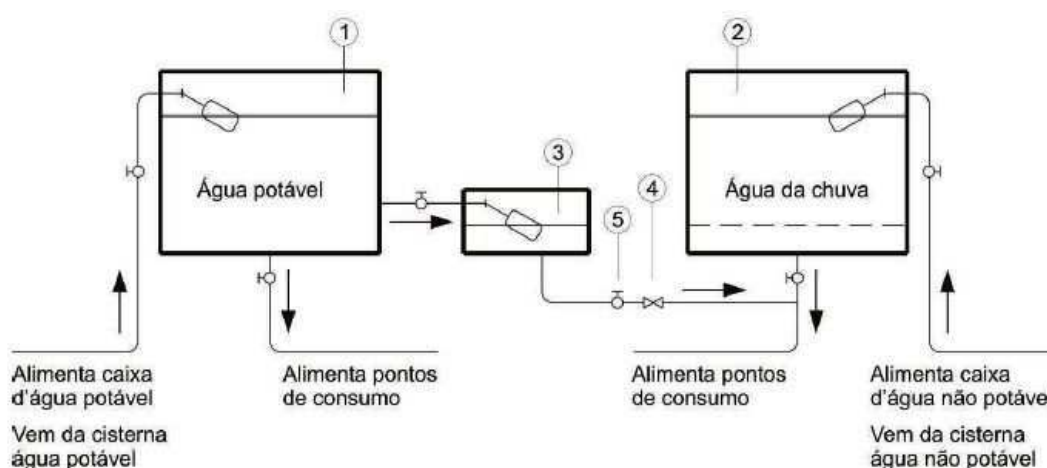 1
2
Água potável
3
4
5
Água da chuva
Alimenta caixa
d'água potável
Vem da cisterna
água potável
Alimenta pontos
de consumo
Alimenta pontos
de consumo
Alimenta caixa
d'água não potáve
Vem da cisterna
água não potável